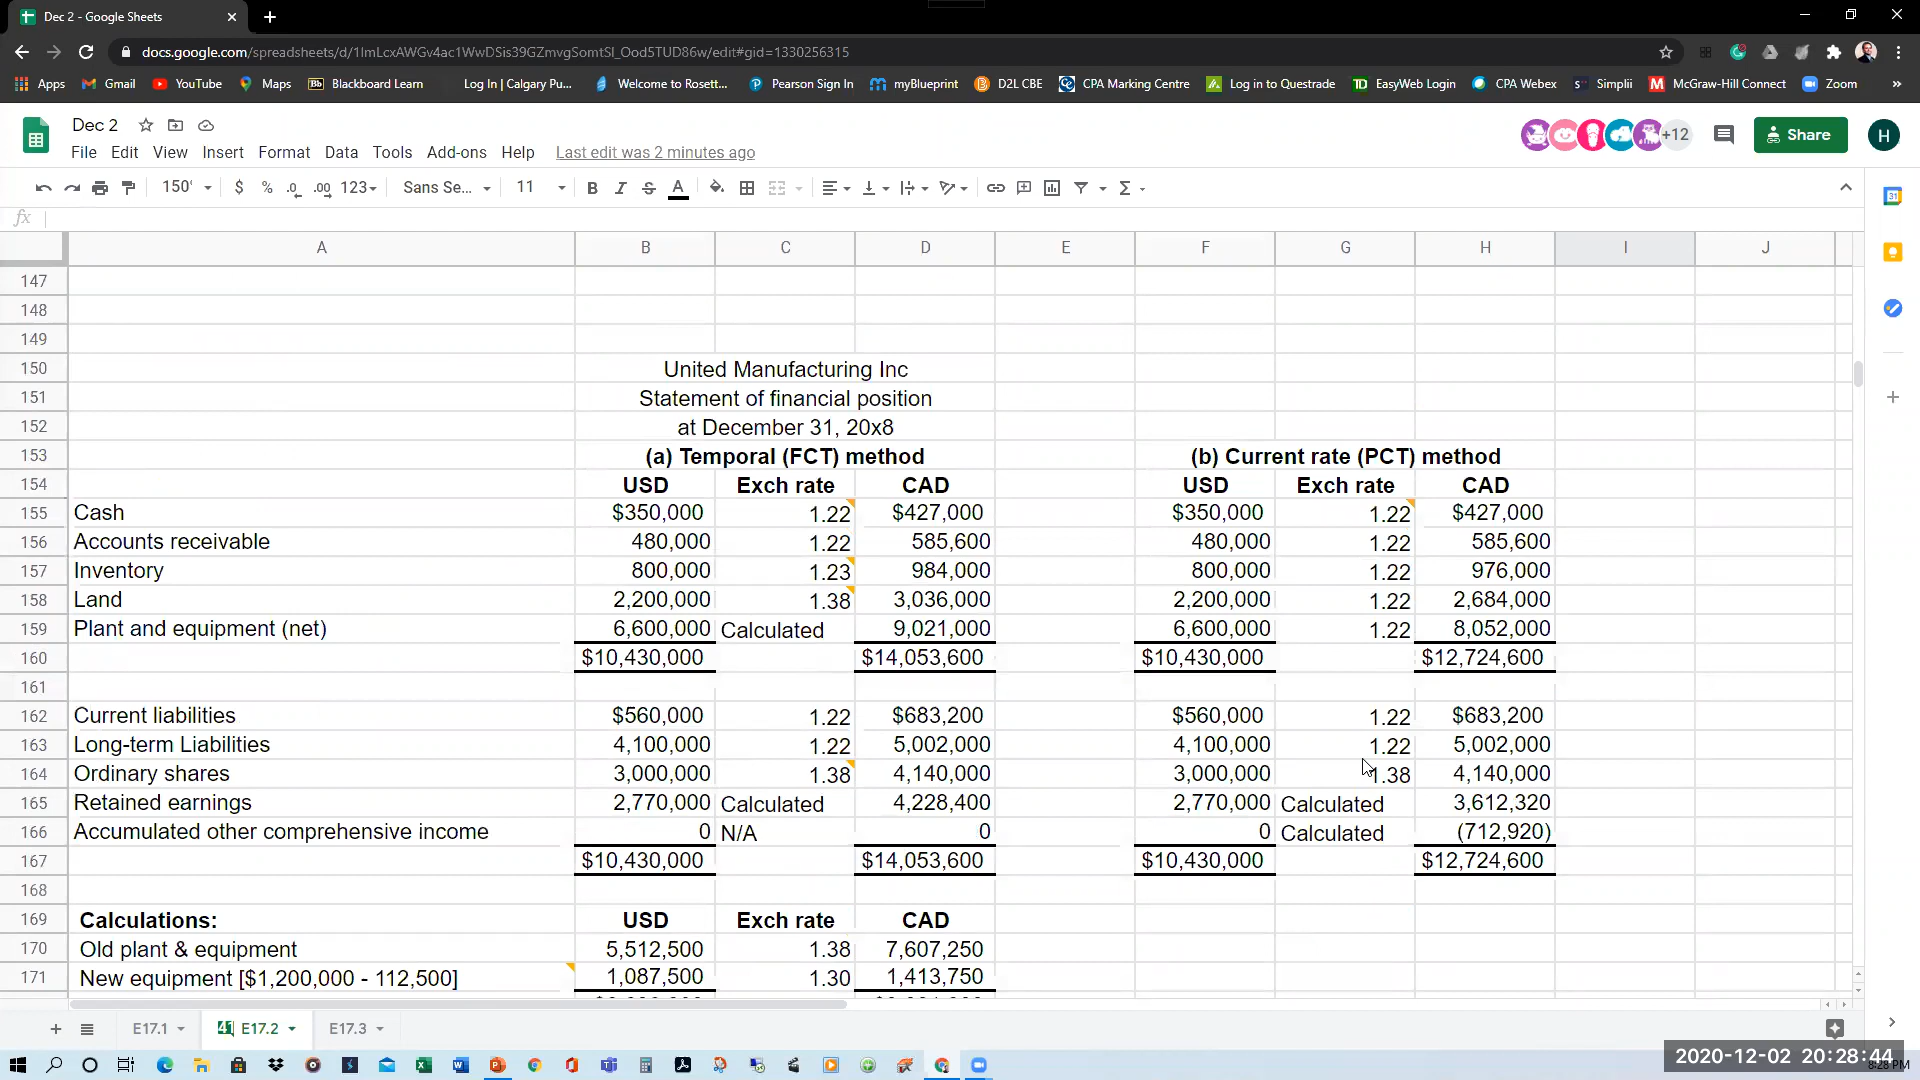 Dec 2 - Google Sheets
docs.google.com/spreadsheets/d/1ImLcxAWGv4ac1WwDSis39GZmvgSomtSl_Ood5TUD86w/edit#gid=1330256315
Apps Gmail YouTube Maps Blackboard Learn Log In | Calgary Pu... Welcome to Rosett... Pearson Sign In myBlueprint D2L CBE CPA Marking Centre Log in to Questrade EasyWeb Login CPA Webex Simplii McGraw-Hill Connect Zoom »
Dec 2
+12 Share H
File Edit View Insert Format Data Tools Add-ons Help Last edit was 2 minutes ago
150% $ % .0 .00 123 Sans Se... 11 B I S A
fx
A B C D E F G H I J
147
148
149
150 United Manufacturing Inc
151 Statement of financial position
152 at December 31, 20x8
153 (a) Temporal (FCT) method (b) Current rate (PCT) method
154 USD Exch rate CAD USD Exch rate CAD
155 Cash $350,000 1.22 $427,000 $350,000 1.22 $427,000
156 Accounts receivable 480,000 1.22 585,600 480,000 1.22 585,600
157 Inventory 800,000 1.23 984,000 800,000 1.22 976,000
158 Land 2,200,000 1.38 3,036,000 2,200,000 1.22 2,684,000
159 Plant and equipment (net) 6,600,000 Calculated 9,021,000 6,600,000 1.22 8,052,000
160 $10,430,000 $14,053,600 $10,430,000 $12,724,600
161
162 Current liabilities $560,000 1.22 $683,200 $560,000 1.22 $683,200
163 Long-term Liabilities 4,100,000 1.22 5,002,000 4,100,000 1.22 5,002,000
164 Ordinary shares 3,000,000 1.38 4,140,000 3,000,000 1.38 4,140,000
165 Retained earnings 2,770,000 Calculated 4,228,400 2,770,000 Calculated 3,612,320
166 Accumulated other comprehensive income 0 N/A 0 0 Calculated (712,920)
167 $10,430,000 $14,053,600 $10,430,000 $12,724,600
168
169 Calculations: USD Exch rate CAD
170 Old plant & equipment 5,512,500 1.38 7,607,250
171 New equipment [$1,200,000 - 112,500] 1,087,500 1.30 1,413,750
E17.1 41 E17.2 E17.3
2020-12-02 20:28:44
8:28 PM